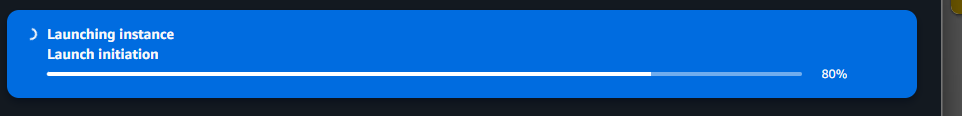 Launching instance
Launch initiation
80%